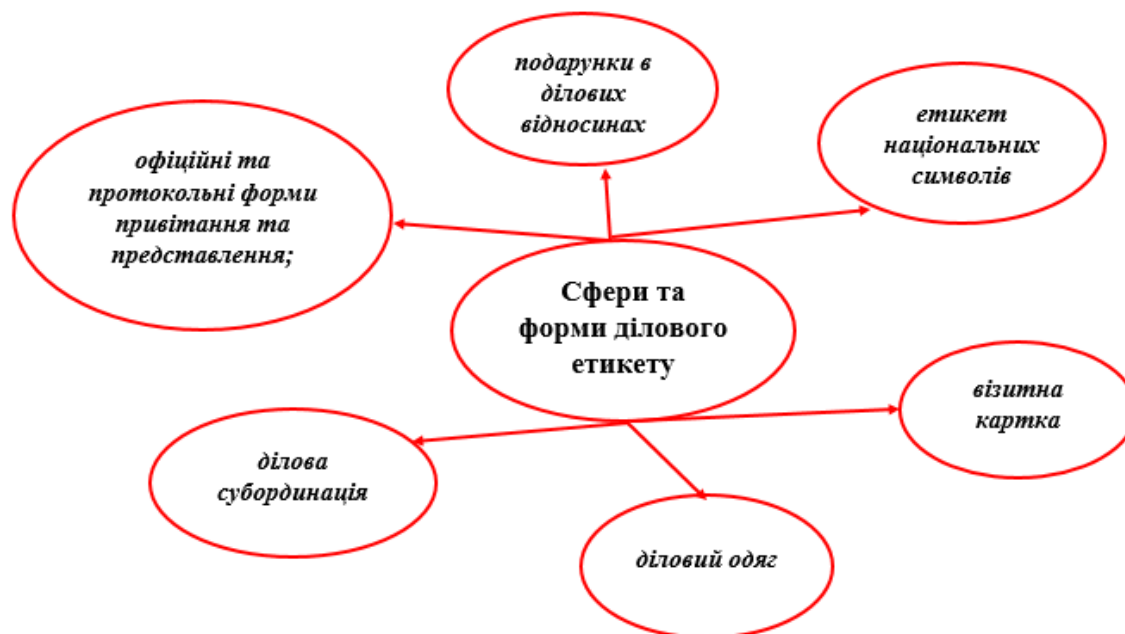 подарунки в
ділових
відносинах
етикет
національних
символів
офіційні та
протокольні форми
привітання та
представлення;
Сфери та
форми ділового
етикету
візитна
картка
ділова
субординація
діловий одяг